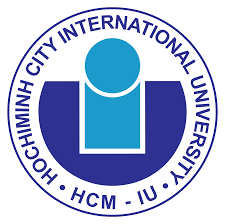 HOCHIMINH CITY INTERNATIONAL UNIVERSITY
• HCM - IU •